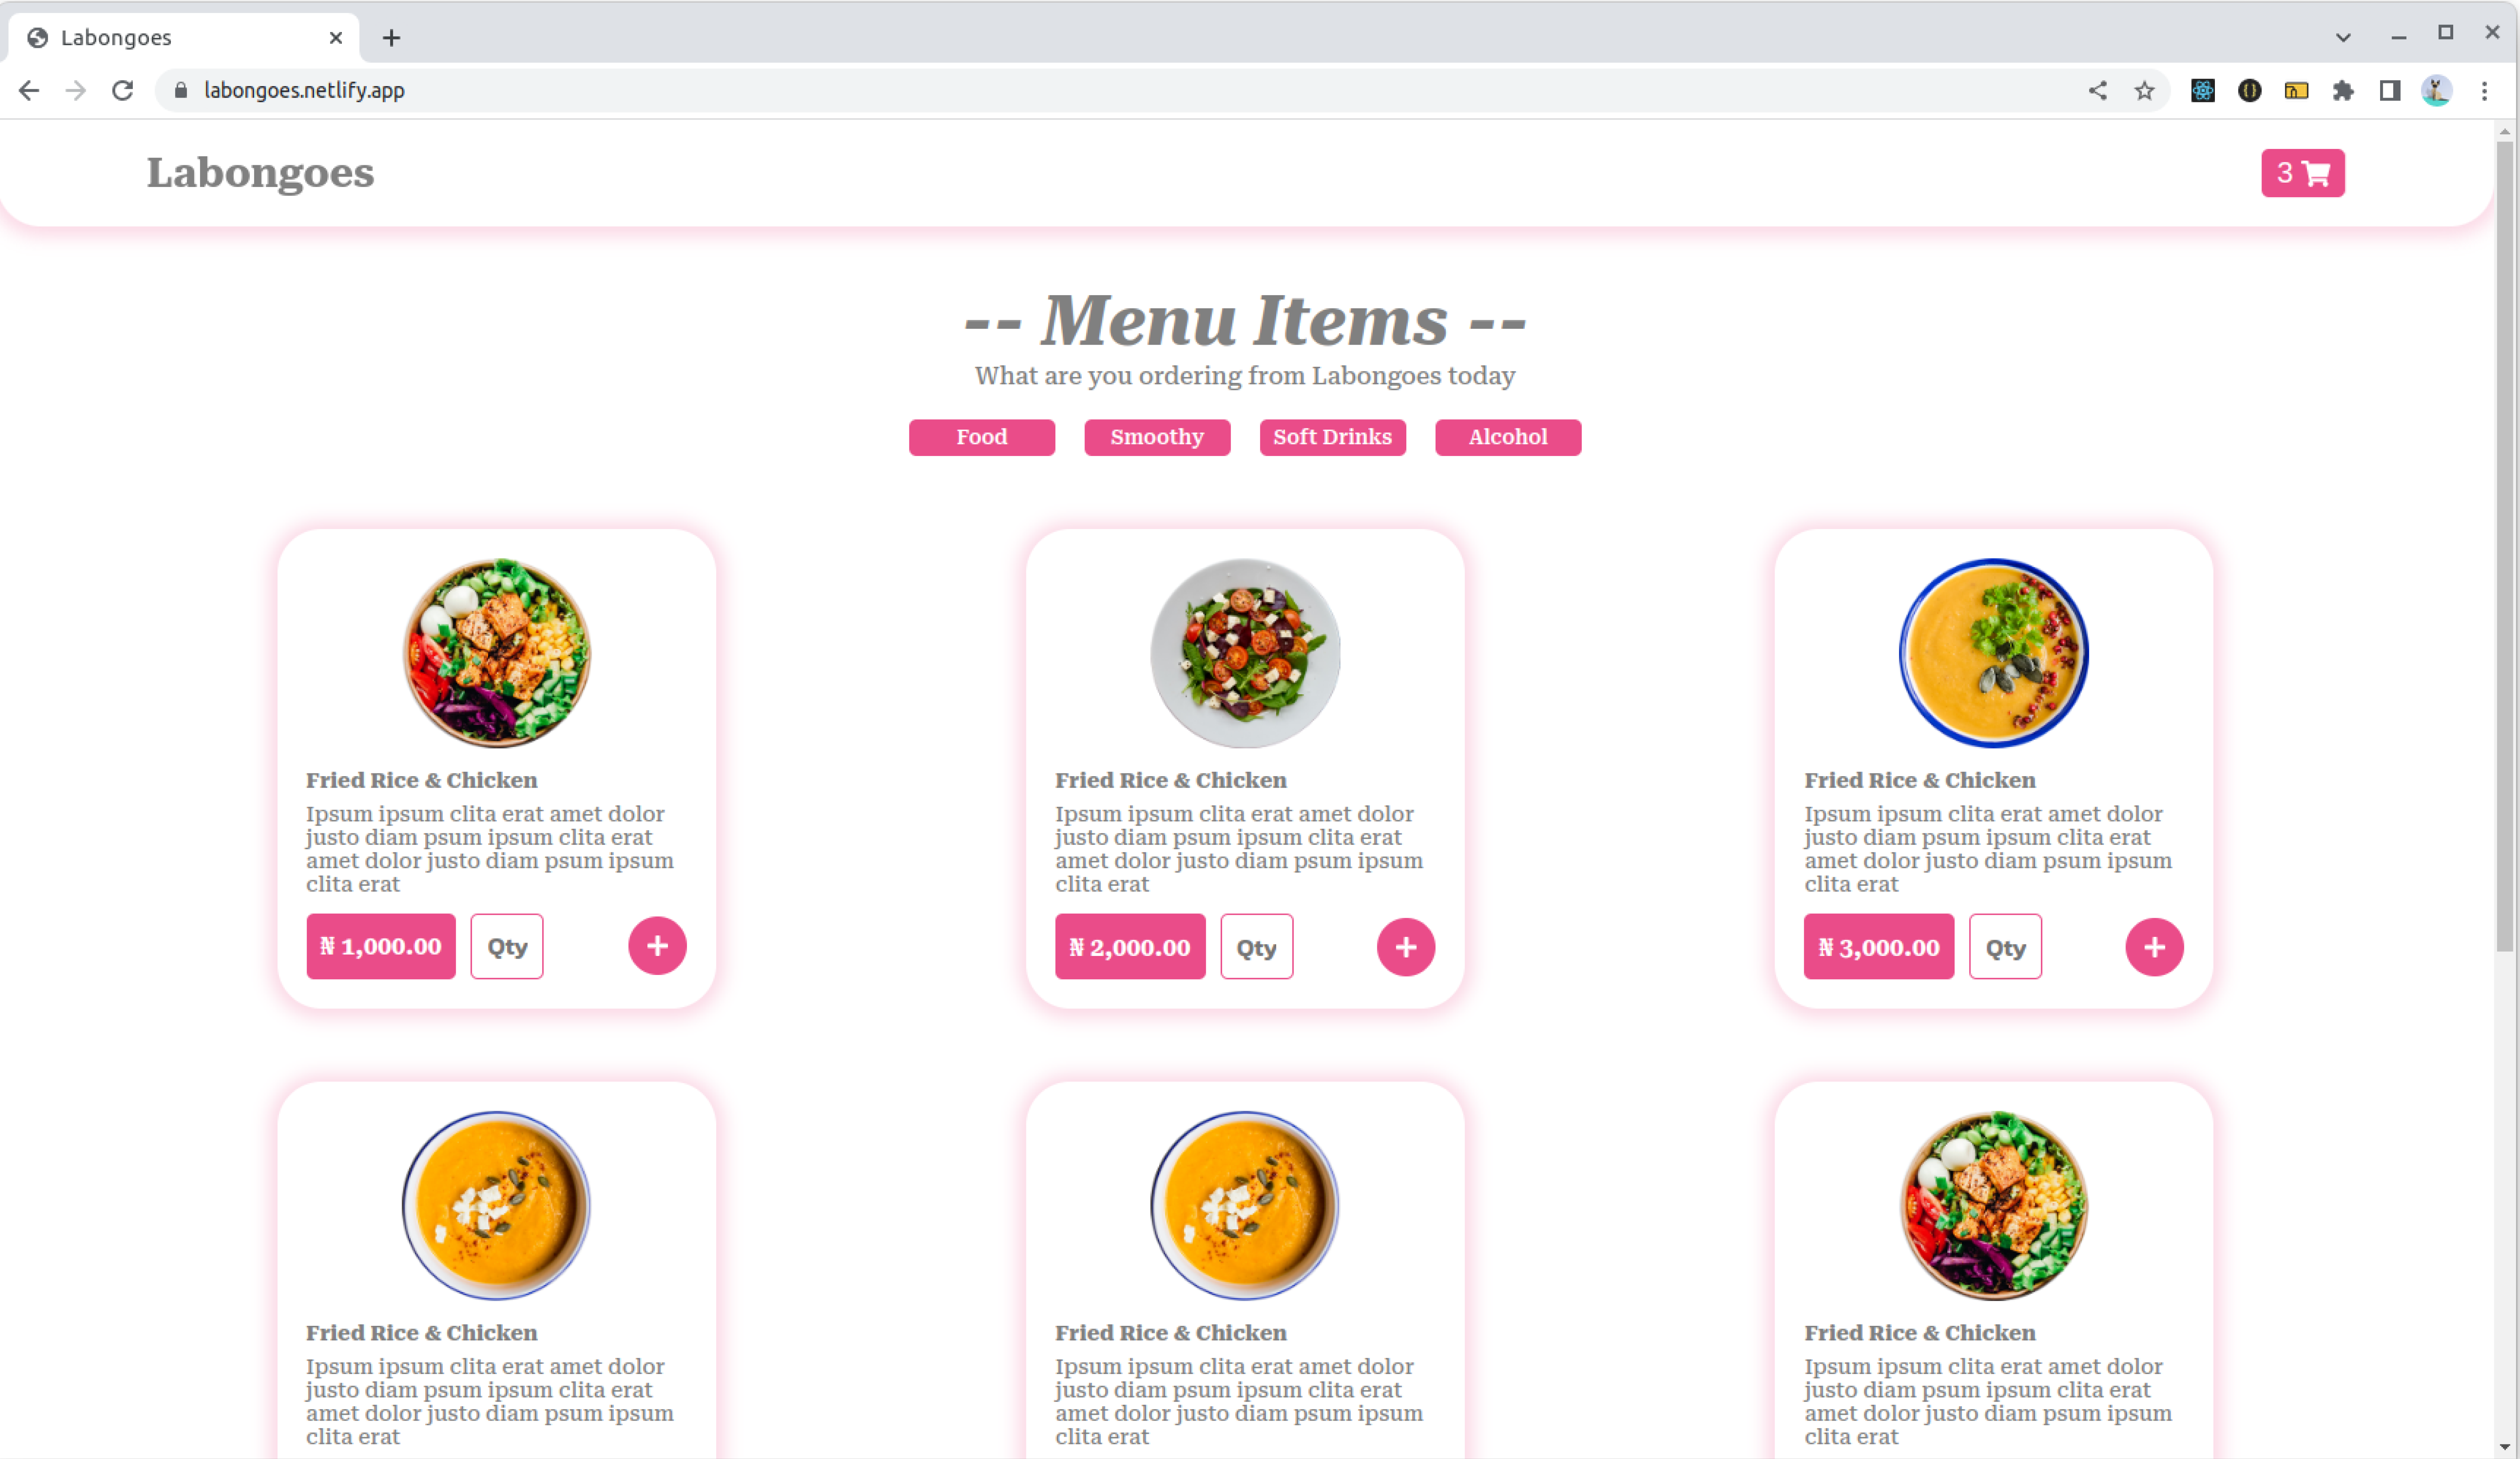 Labongoes
labongoes.netlify.app
Labongoes
3
-- Menu Items --
What are you ordering from Labongoes today
Food Smoothy Soft Drinks Alcohol
Fried Rice & Chicken
Ipsum ipsum clita erat amet dolor
justo diam psum ipsum clita erat
amet dolor justo diam psum ipsum
clita erat
₦ 1,000.00 Qty +
Fried Rice & Chicken
Ipsum ipsum clita erat amet dolor
justo diam psum ipsum clita erat
amet dolor justo diam psum ipsum
clita erat
₦ 2,000.00 Qty +
Fried Rice & Chicken
Ipsum ipsum clita erat amet dolor
justo diam psum ipsum clita erat
amet dolor justo diam psum ipsum
clita erat
₦ 3,000.00 Qty +
Fried Rice & Chicken
Ipsum ipsum clita erat amet dolor
justo diam psum ipsum clita erat
amet dolor justo diam psum ipsum
clita erat
Fried Rice & Chicken
Ipsum ipsum clita erat amet dolor
justo diam psum ipsum clita erat
amet dolor justo diam psum ipsum
clita erat
Fried Rice & Chicken
Ipsum ipsum clita erat amet dolor
justo diam psum ipsum clita erat
amet dolor justo diam psum ipsum
clita erat